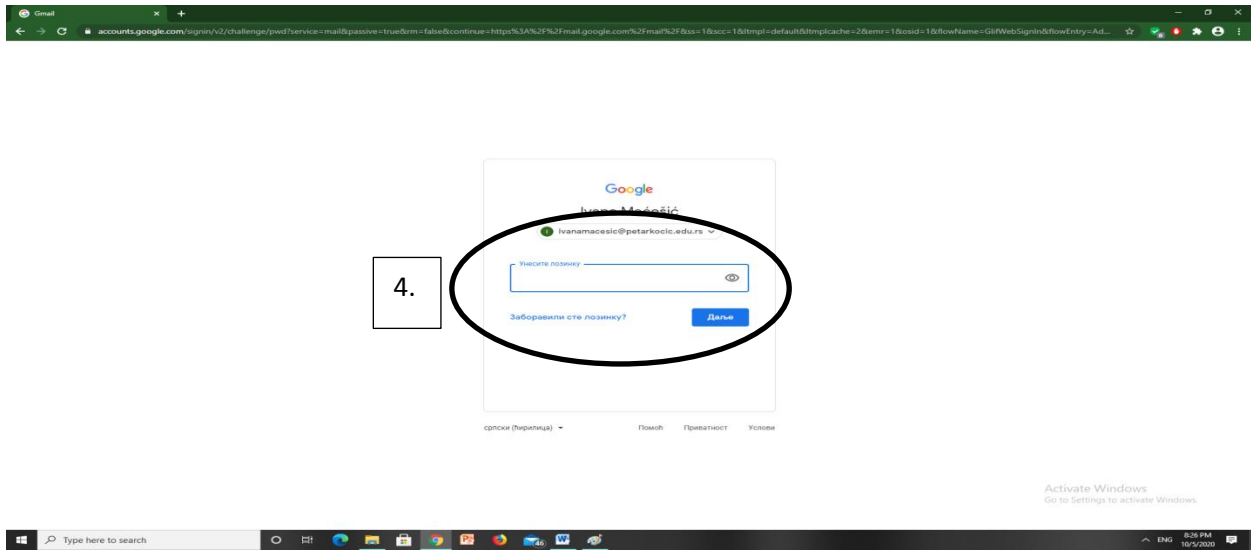 Gmail
accounts.google.com/signin/v2/challenge/pwd?service=mail&passive=true&rm=false&continue=https%3A%2F%2Fmail.google.com%2Fmail%2F&ss=1&scc=1&ltmpl=default&ltmplcache=2&emr=1&osid=1&flowName=GlifWebSignIn&flowEntry=Ad...
Google
Ivana Maćešić
ivanamacesic@petarkocic.edu.rs
Унесите лозинку
4.
Заборавили сте лозинку?
Даље
српски (ћирилица)
Помоћ Приватност Услови
Activate Windows
Go to Settings to activate Windows.
Type here to search
46
ENG
8:26 PM
10/5/2020